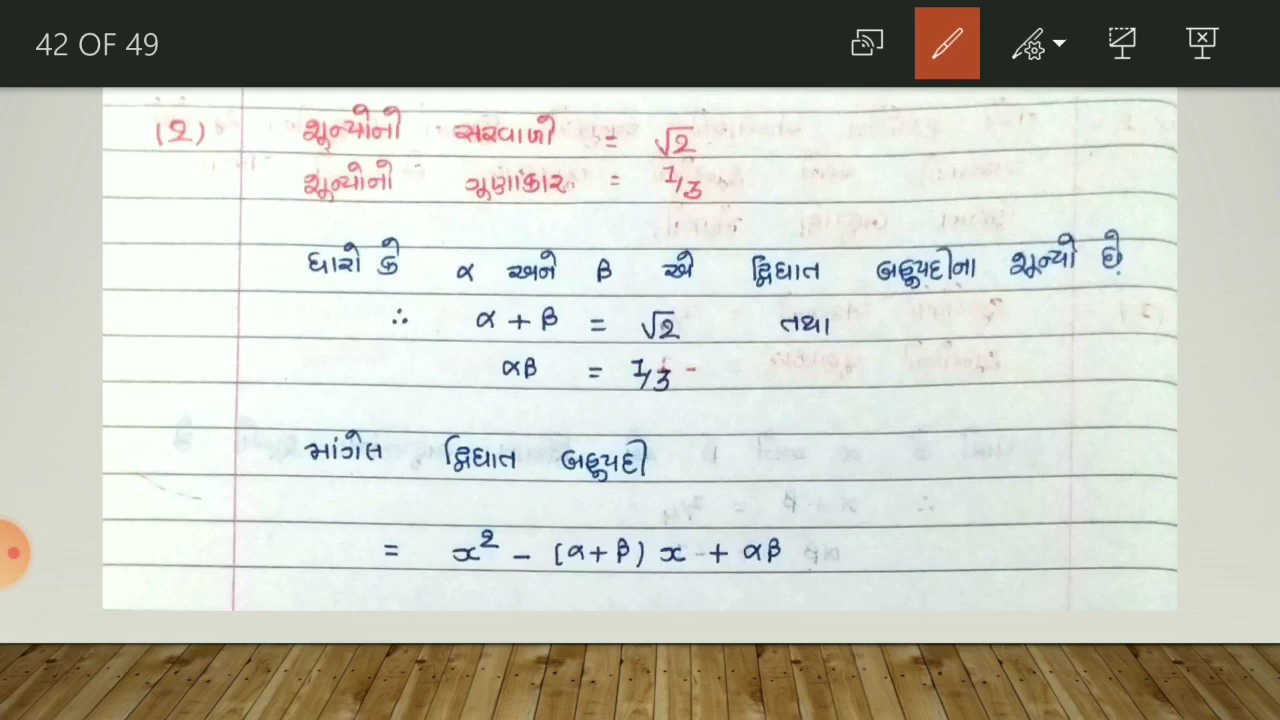 42 OF 49
(2) શૂન્યોનો સરવાળો = √2
શૂન્યોનો ગૂણાકાર = 1/3
ધારો કે α અને β એ દ્વિઘાત બહૂપદીના શૂન્યો છે.
∴ α + β = √2 તથા
αβ = 1/3
માંગેલ દ્વિઘાત બહૂપદી
= x² - (α+β) x + αβ